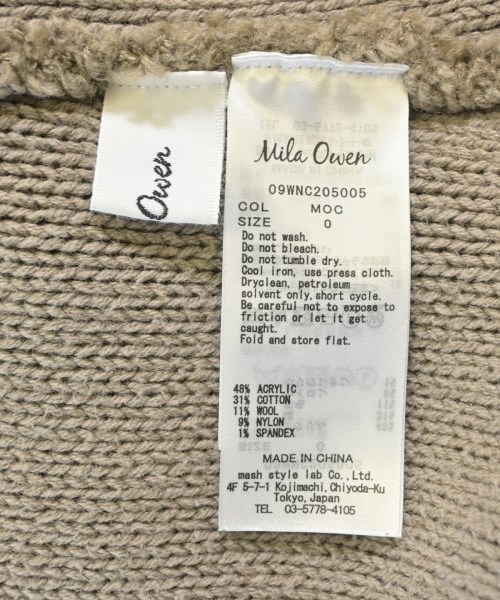 Owen
Mila Owen
09WNC205005
COL MOC
SIZE 0
Do not wash.
Do not bleach.
Do not tumble dry.
Cool iron, use press cloth.
Dryclean, petroleum
solvent only, short cycle.
Be careful not to expose to
friction or let it get
caught.
Fold and store flat.
48% ACRYLIC
31% COTTON
11% WOOL
9% NYLON
1% SPANDEX
MADE IN CHINA
mash style lab Co., Ltd.
4F 5-7-1 Kojimachi, Chiyoda-Ku
Tokyo, Japan
TEL 03-5778-4105